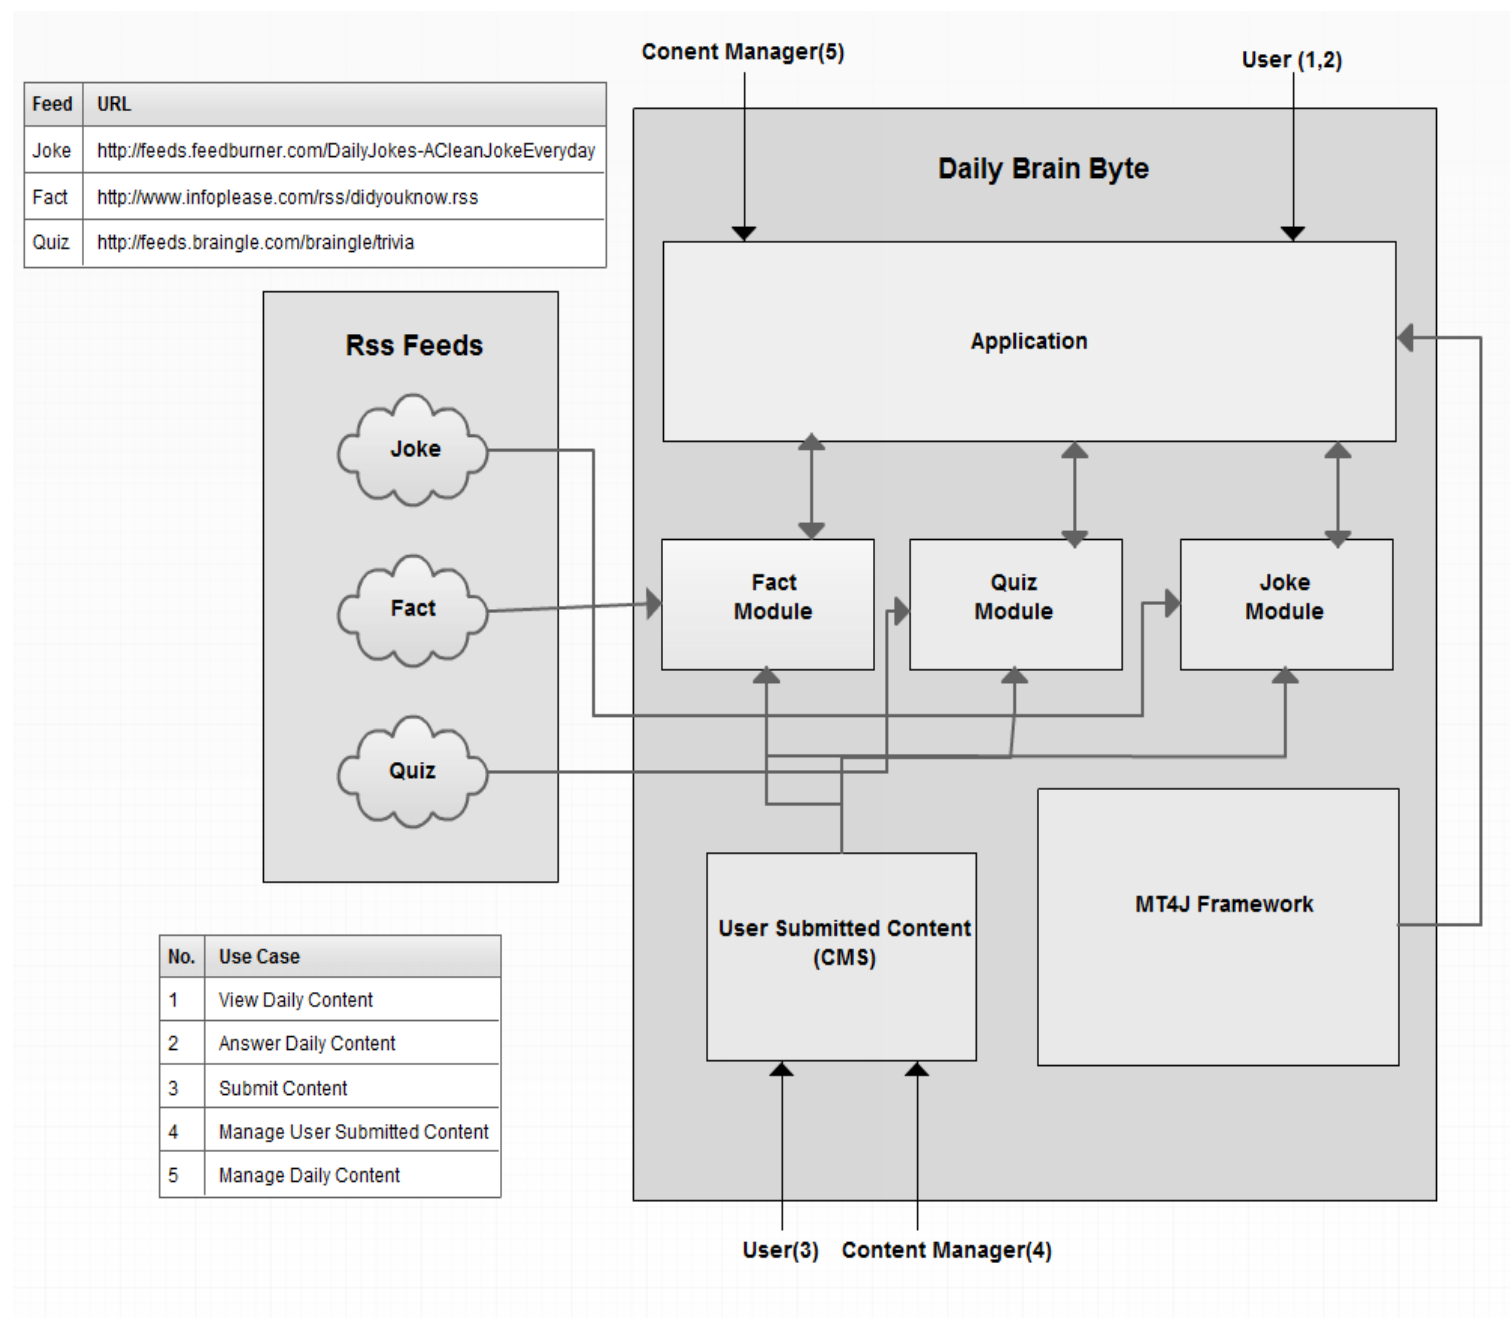 Conent Manager(5)
User (1,2)
Feed URL
Joke http://feeds.feedburner.com/DailyJokes-ACleanJokeEveryday
Fact http://www.infoplease.com/rss/didyouknow.rss
Quiz http://feeds.braingle.com/braingle/trivia
Daily Brain Byte
Application
Rss Feeds
Joke
Fact
Quiz
Fact
Module
Quiz
Module
Joke
Module
User Submitted Content
(CMS)
MT4J Framework
No. Use Case
1 View Daily Content
2 Answer Daily Content
3 Submit Content
4 Manage User Submitted Content
5 Manage Daily Content
User(3)
Content Manager(4)